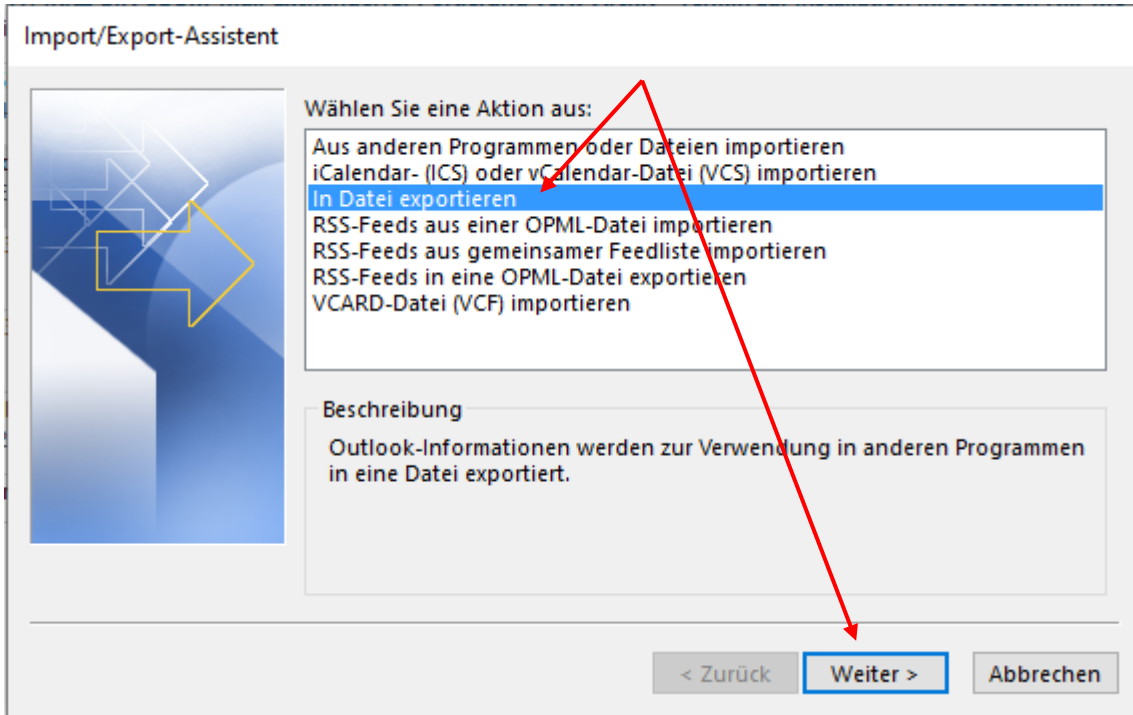 Import/Export-Assistent
Wählen Sie eine Aktion aus:
Aus anderen Programmen oder Dateien importieren
iCalendar- (ICS) oder vCalendar-Datei (VCS) importieren
In Datei exportieren
RSS-Feeds aus einer OPML-Datei importieren
RSS-Feeds aus gemeinsamer Feedliste importieren
RSS-Feeds in eine OPML-Datei exportieren
VCARD-Datei (VCF) importieren
Beschreibung
Outlook-Informationen werden zur Verwendung in anderen Programmen
in eine Datei exportiert.
< Zurück
Weiter >
Abbrechen